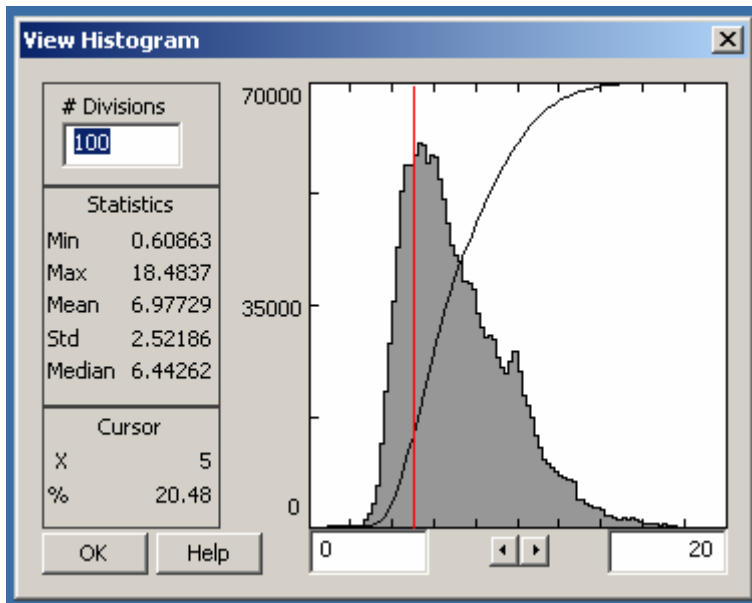 View Histogram
# Divisions
100
Statistics
Min 0.60863
Max 18.4837
Mean 6.97729
Std 2.52186
Median 6.44262
Cursor
X 5
% 20.48
OK Help
70000
35000
0
0 20